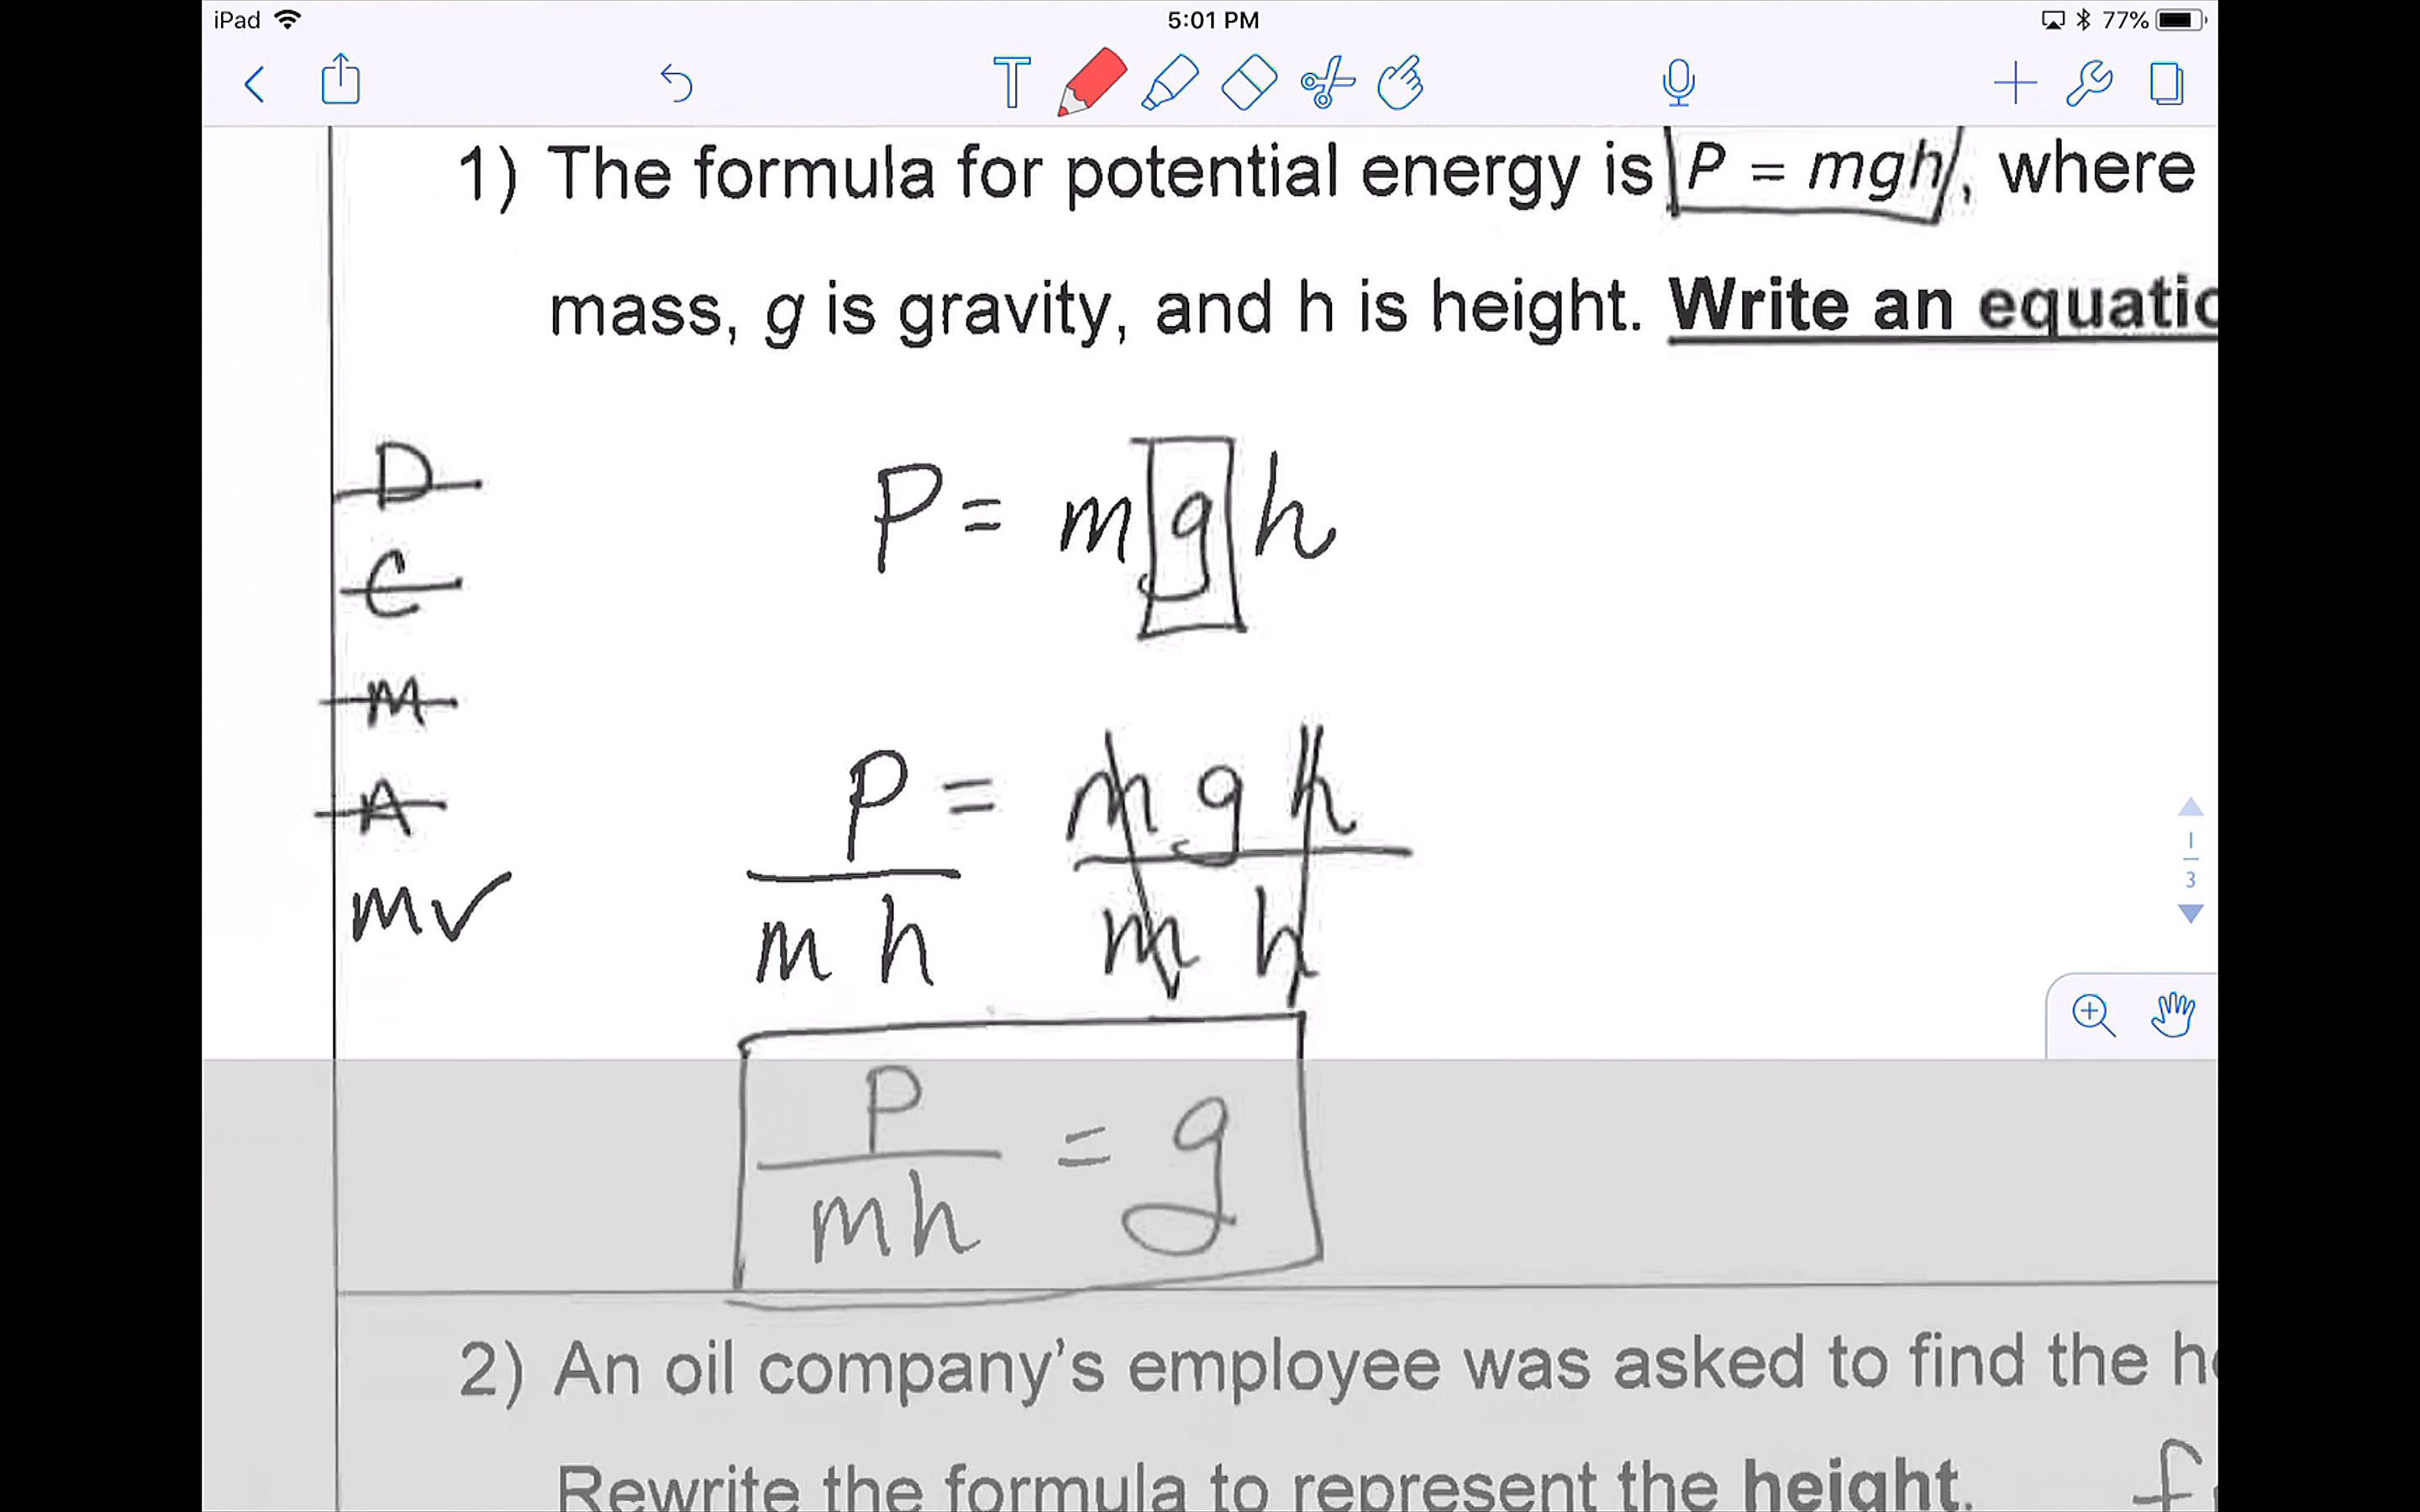 iPad 5:01 PM 77%
T
1) The formula for potential energy is P = mgh, where
mass, g is gravity, and h is height. Write an equatio
D
C
M
A
mv
P = mgh
P = mgh
mh mh
P
mh = g
1
3
2) An oil company's employee was asked to find the h
Rewrite the formula to represent the height.